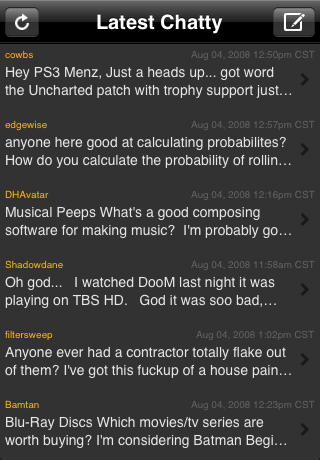 Latest Chatty
cowbs Aug 04, 2008 12:50pm CST
Hey PS3 Menz, Just a heads up... got word
the Uncharted patch with trophy support just...
edgewise Aug 04, 2008 12:57pm CST
anyone here good at calculating probabilites?
How do you calculate the probability of rollin...
DHAvatar Aug 04, 2008 12:16pm CST
Musical Peeps What's a good composing
software for making music? I'm probably go...
Shadowdane Aug 04, 2008 11:58am CST
Oh god... I watched DooM last night it was
playing on TBS HD. God it was soo bad,...
filtersweep Aug 04, 2008 1:02pm CST
Anyone ever had a contractor totally flake out
of them? I've got this fuckup of a house pain...
Bamtan Aug 04, 2008 12:23pm CST
Blu-Ray Discs Which movies/tv series are
worth buying? I'm considering Batman Begi...